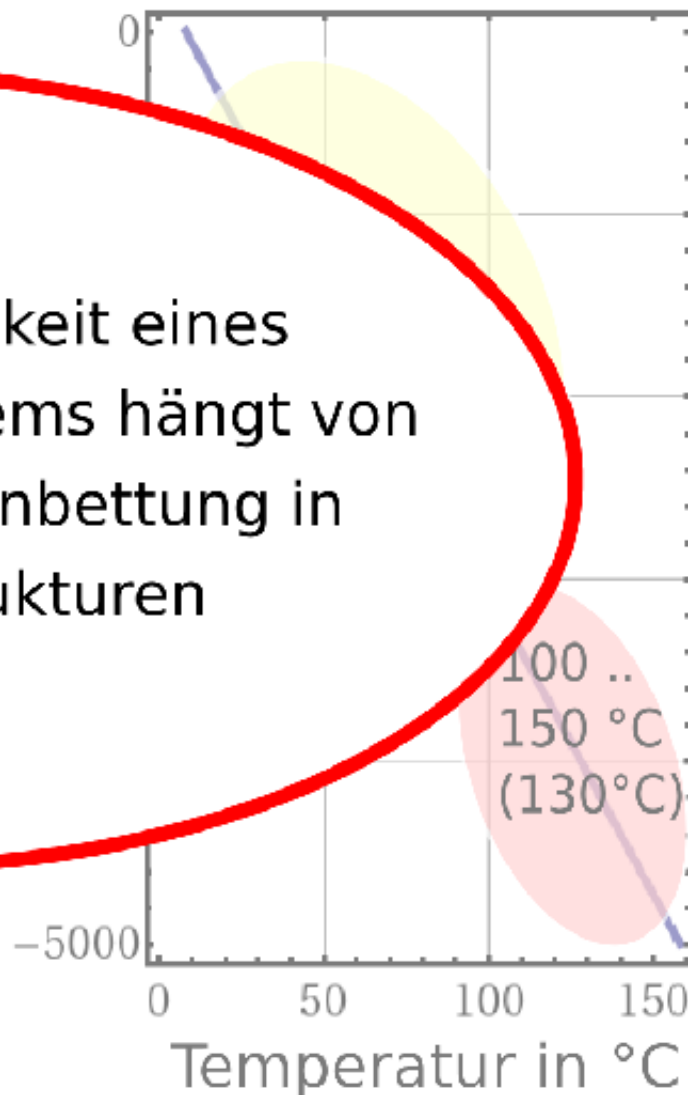 0
keit eines
ems hängt von
nbettung in
ukturen
100 ..
150 °C
(130°C)
−5000
0 50 100 150
Temperatur in °C